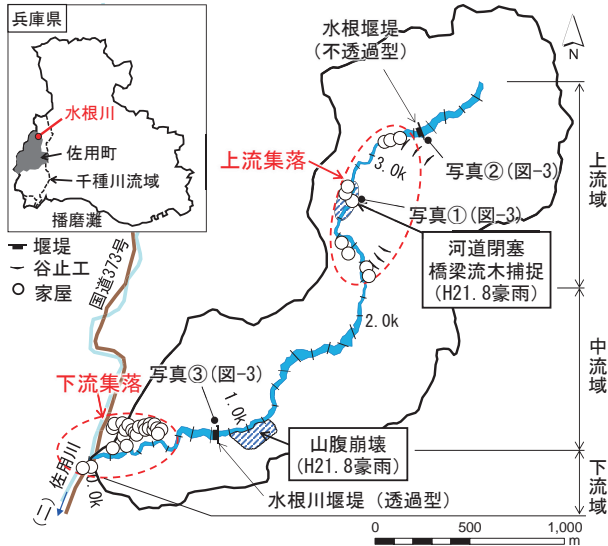 兵庫県
水根川
佐用町
千種川流域
播磨灘
堰堤
谷止工
家屋
国道373号
水根堰堤
(不透過型)
N
上流集落
3.0k
写真②(図-3)
写真①(図-3)
河道閉塞
橋梁流木捕捉
(H21.8豪雨)
上流域
2.0k
中流域
写真③(図-3)
下流集落
1.0k
山腹崩壊
(H21.8豪雨)
水根川堰堤(透過型)
(二)佐用川
0.0k
下流域
0 500 1,000
m